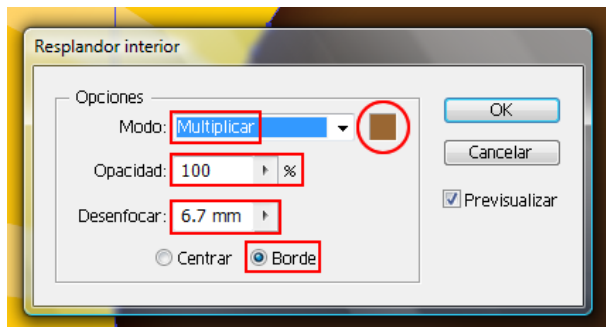 Resplandor interior
Opciones
Modo: Multiplicar
OK
Opacidad: 100 %
Cancelar
Desenfocar: 6.7 mm
Previsualizar
Centrar Borde